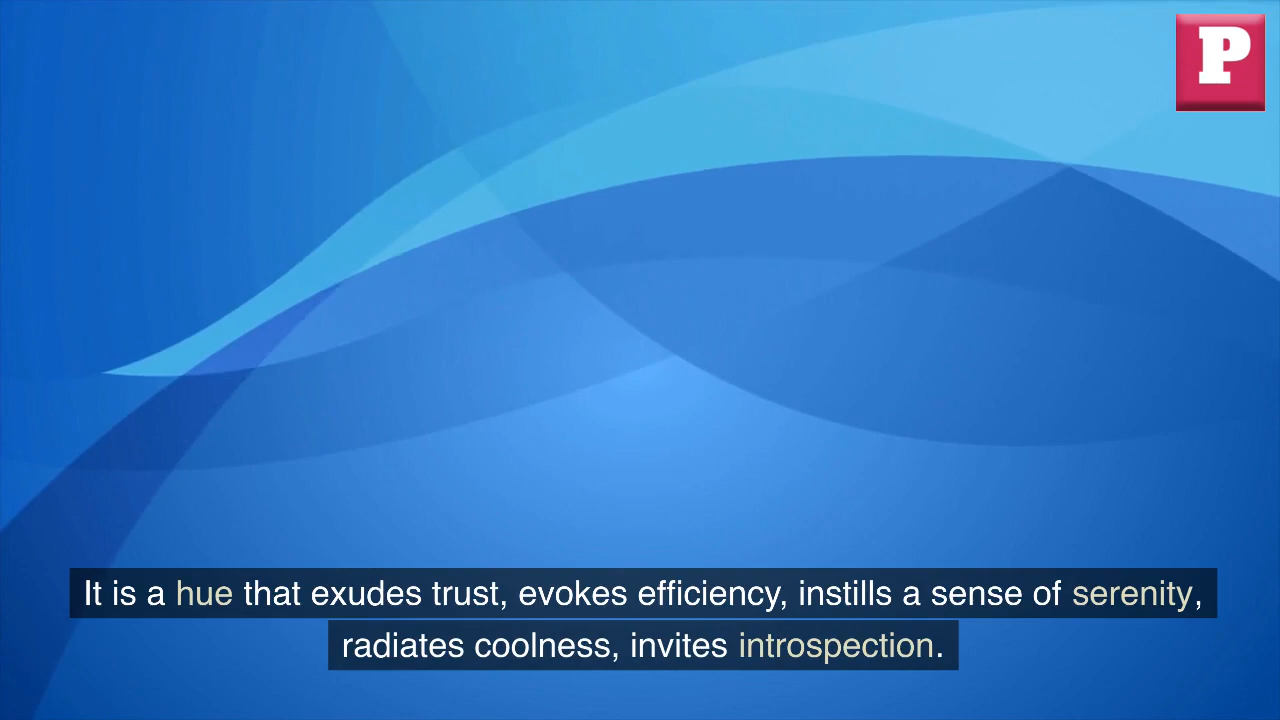 P
It is a hue that exudes trust, evokes efficiency, instills a sense of serenity,
radiates coolness, invites introspection.